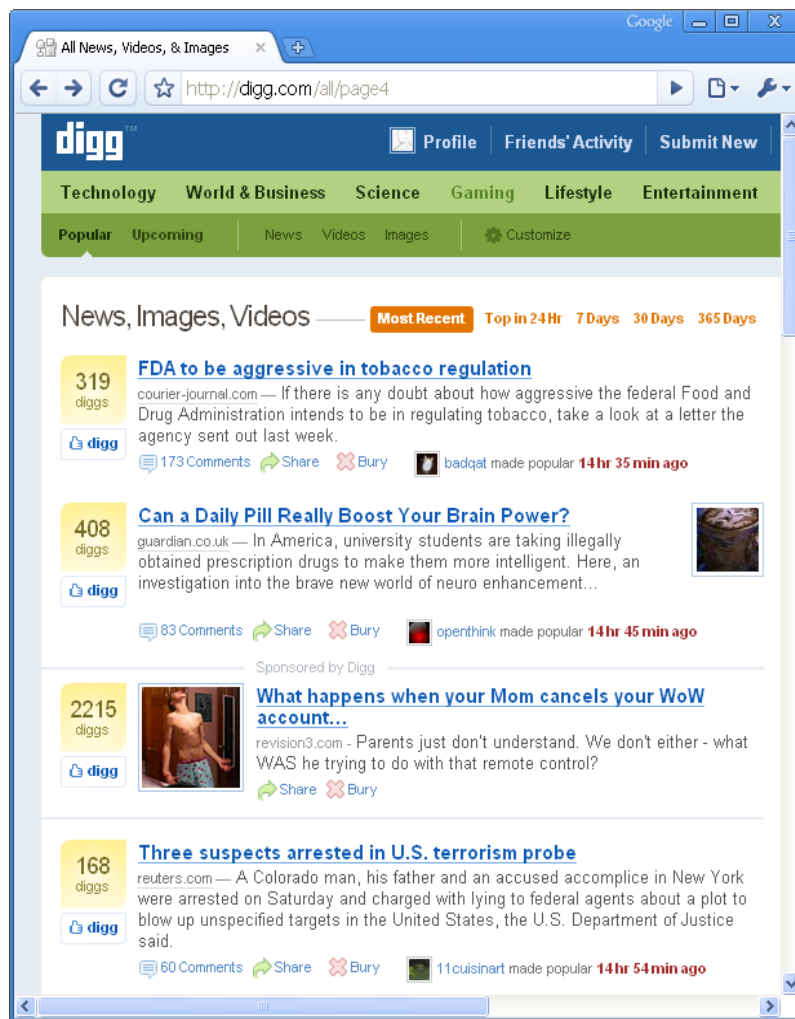 Google
All News, Videos, & Images
http://digg.com/all/page4
digg™
Profile Friends' Activity Submit New
Technology World & Business Science Gaming Lifestyle Entertainment
Popular Upcoming News Videos Images Customize
News, Images, Videos Most Recent Top in 24 Hr 7 Days 30 Days 365 Days
319
diggs
digg
FDA to be aggressive in tobacco regulation
courier-journal.com — If there is any doubt about how aggressive the federal Food and
Drug Administration intends to be in regulating tobacco, take a look at a letter the
agency sent out last week.
173 Comments Share Bury badqat made popular 14 hr 35 min ago
408
diggs
digg
Can a Daily Pill Really Boost Your Brain Power?
guardian.co.uk — In America, university students are taking illegally
obtained prescription drugs to make them more intelligent. Here, an
investigation into the brave new world of neuro enhancement...
83 Comments Share Bury openthink made popular 14 hr 45 min ago
Sponsored by Digg
2215
diggs
digg
What happens when your Mom cancels your WoW
account...
revision3.com - Parents just don't understand. We don't either - what
WAS he trying to do with that remote control?
Share Bury
168
diggs
digg
Three suspects arrested in U.S. terrorism probe
reuters.com — A Colorado man, his father and an accused accomplice in New York
were arrested on Saturday and charged with lying to federal agents about a plot to
blow up unspecified targets in the United States, the U.S. Department of Justice
said.
60 Comments Share Bury 11cuisinart made popular 14 hr 54 min ago